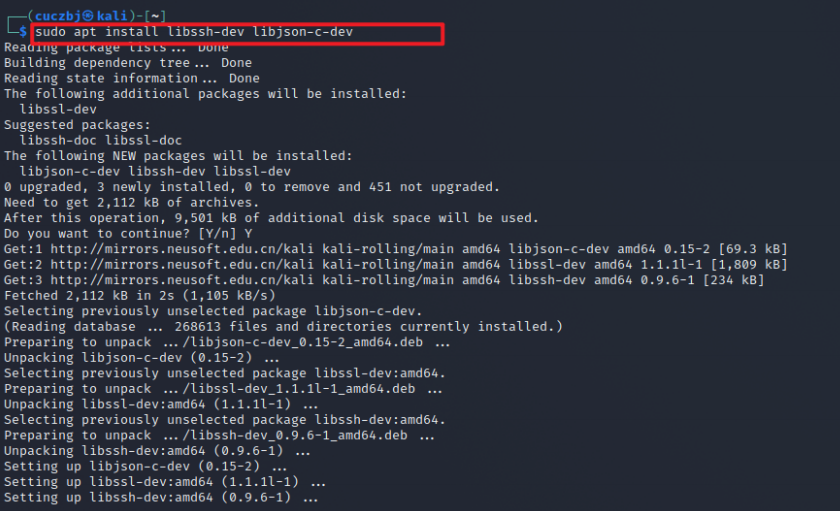 ┌──(cuczbj㉿kali)-[~]
└─$ sudo apt install libssh-dev libjson-c-dev
Reading package lists... Done
Building dependency tree... Done
Reading state information... Done
The following additional packages will be installed:
  libssl-dev
Suggested packages:
  libssh-doc libssl-doc
The following NEW packages will be installed:
  libjson-c-dev libssh-dev libssl-dev
0 upgraded, 3 newly installed, 0 to remove and 451 not upgraded.
Need to get 2,112 kB of archives.
After this operation, 9,501 kB of additional disk space will be used.
Do you want to continue? [Y/n] Y
Get:1 http://mirrors.neusoft.edu.cn/kali kali-rolling/main amd64 libjson-c-dev amd64 0.15-2 [69.3 kB]
Get:2 http://mirrors.neusoft.edu.cn/kali kali-rolling/main amd64 libssl-dev amd64 1.1.1l-1 [1,809 kB]
Get:3 http://mirrors.neusoft.edu.cn/kali kali-rolling/main amd64 libssh-dev amd64 0.9.6-1 [234 kB]
Fetched 2,112 kB in 2s (1,105 kB/s)
Selecting previously unselected package libjson-c-dev.
(Reading database ... 268613 files and directories currently installed.)
Preparing to unpack .../libjson-c-dev_0.15-2_amd64.deb ...
Unpacking libjson-c-dev (0.15-2) ...
Selecting previously unselected package libssl-dev:amd64.
Preparing to unpack .../libssl-dev_1.1.1l-1_amd64.deb ...
Unpacking libssl-dev:amd64 (1.1.1l-1) ...
Selecting previously unselected package libssh-dev:amd64.
Preparing to unpack .../libssh-dev_0.9.6-1_amd64.deb ...
Unpacking libssh-dev:amd64 (0.9.6-1) ...
Setting up libjson-c-dev (0.15-2) ...
Setting up libssl-dev:amd64 (1.1.1l-1) ...
Setting up libssh-dev:amd64 (0.9.6-1) ...